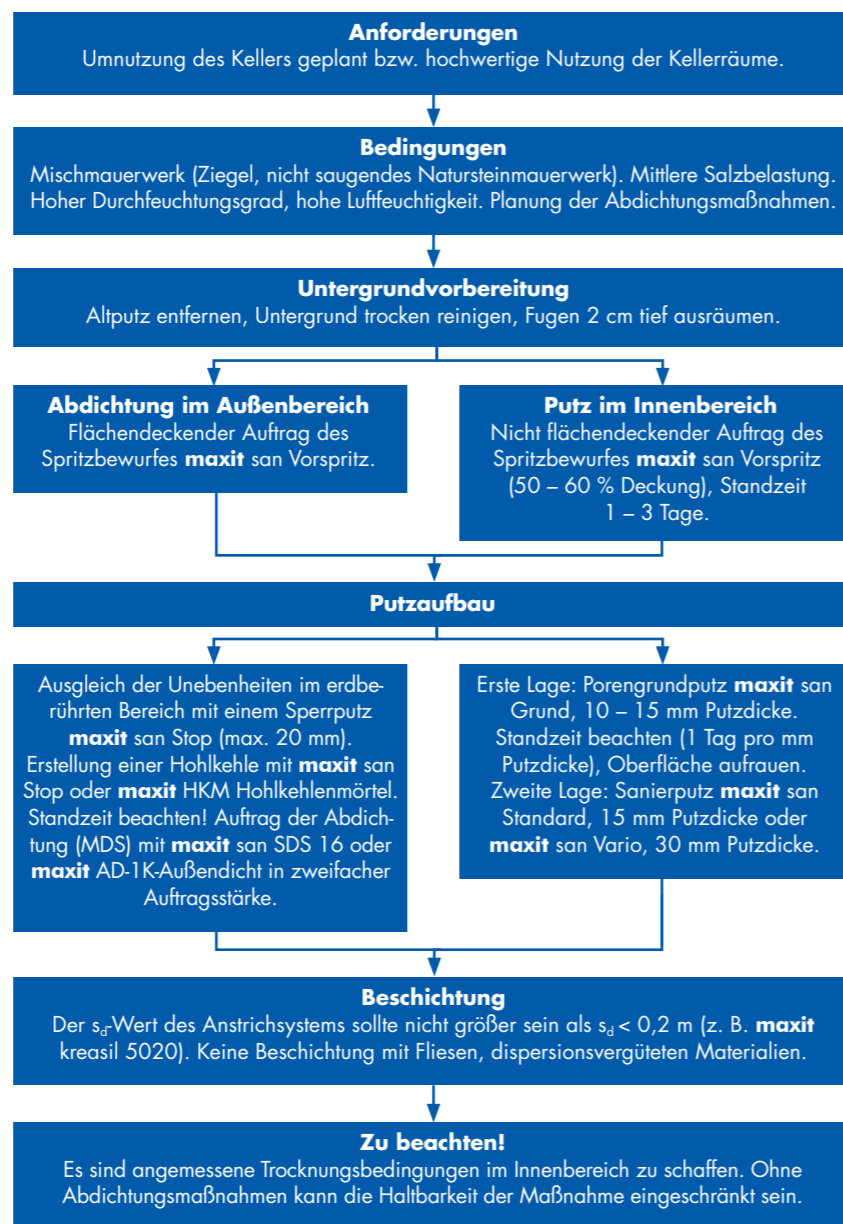 Anforderungen
Umnutzung des Kellers geplant bzw. hochwertige Nutzung der Kellerräume.
Bedingungen
Mischmauerwerk (Ziegel, nicht saugendes Natursteinmauerwerk). Mittlere Salzbelastung.
Hoher Durchfeuchtungsgrad, hohe Luftfeuchtigkeit. Planung der Abdichtungsmaßnahmen.
Untergrundvorbereitung
Altputz entfernen, Untergrund trocken reinigen, Fugen 2 cm tief ausräumen.
Abdichtung im Außenbereich
Flächendeckender Auftrag des
Spritzbewurfes maxit san Vorspritz.
Putz im Innenbereich
Nicht flächendeckender Auftrag des
Spritzbewurfes maxit san Vorspritz
(50 – 60 % Deckung), Standzeit
1 – 3 Tage.
Putzaufbau
Ausgleich der Unebenheiten im erdbe-
rührten Bereich mit einem Sperrputz
maxit san Stop (max. 20 mm).
Erstellung einer Hohlkehle mit maxit san
Stop oder maxit HKM Hohlkehlenmörtel.
Standzeit beachten! Auftrag der Abdich-
tung (MDS) mit maxit san SDS 16 oder
maxit AD-1K-Außendicht in zweifacher
Auftragsstärke.
Erste Lage: Porengrundputz maxit san
Grund, 10 – 15 mm Putzdicke.
Standzeit beachten (1 Tag pro mm
Putzdicke), Oberfläche aufrauen.
Zweite Lage: Sanierputz maxit san
Standard, 15 mm Putzdicke oder
maxit san Vario, 30 mm Putzdicke.
Beschichtung
Der sd-Wert des Anstrichsystems sollte nicht größer sein als sd < 0,2 m (z. B. maxit
kreasil 5020). Keine Beschichtung mit Fliesen, dispersionsvergüteten Materialien.
Zu beachten!
Es sind angemessene Trocknungsbedingungen im Innenbereich zu schaffen. Ohne
Abdichtungsmaßnahmen kann die Haltbarkeit der Maßnahme eingeschränkt sein.